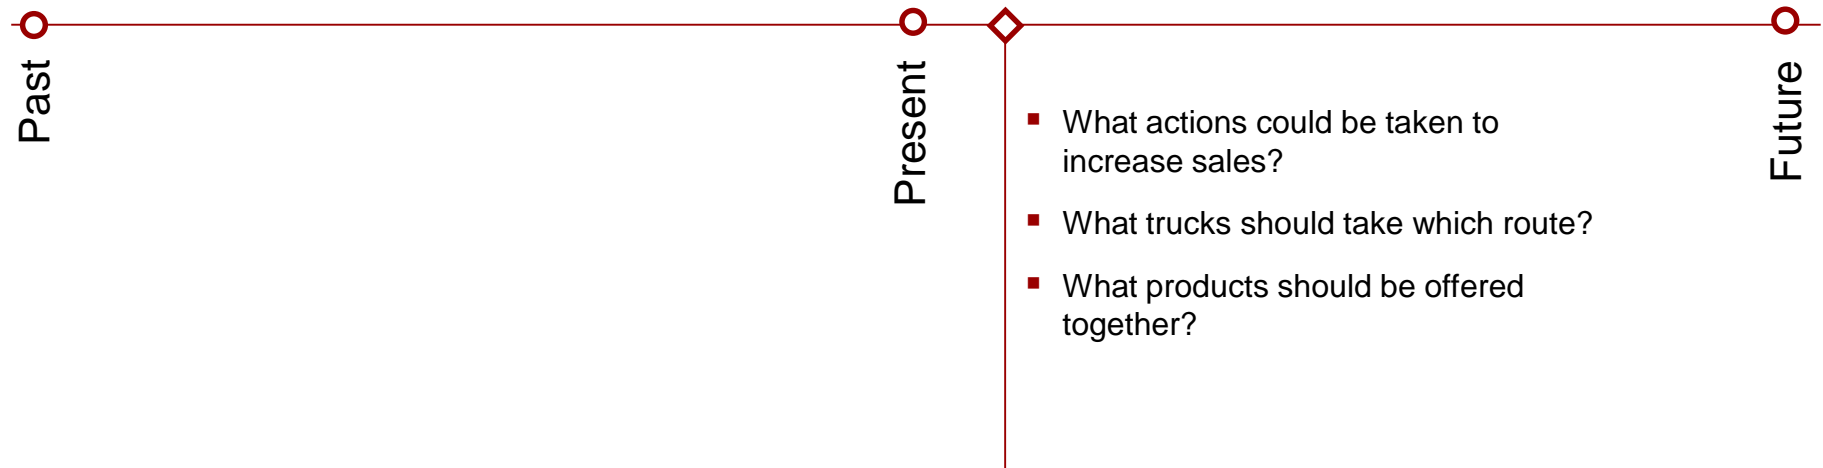 Past
Present
Future
What actions could be taken to
increase sales?
What trucks should take which route?
What products should be offered
together?